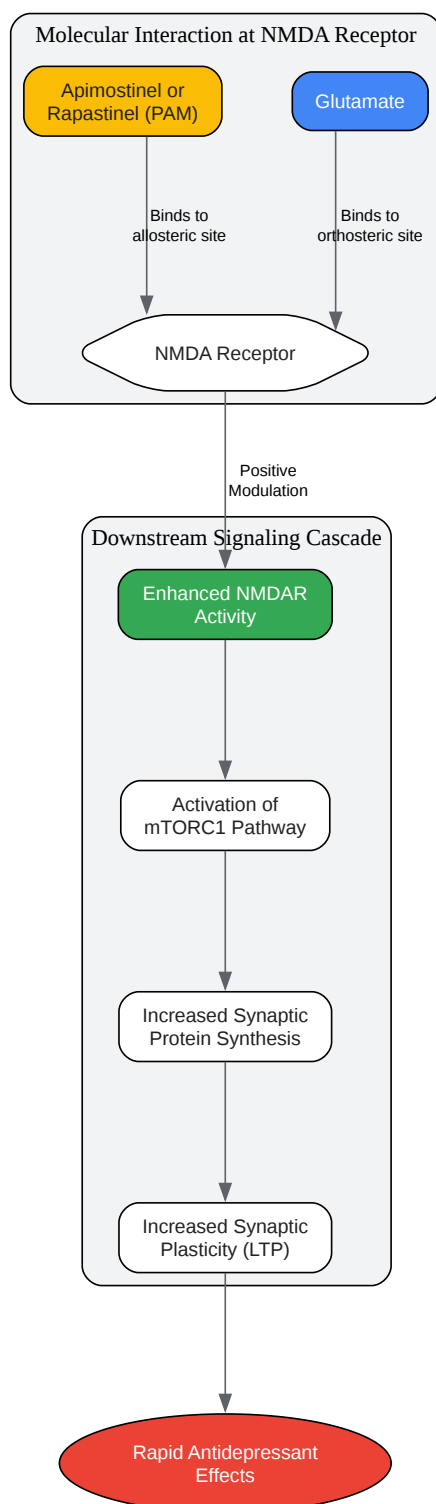 Molecular Interaction at NMDA Receptor
Apimostinel or
Rapastinel (PAM)
Glutamate
Binds to
allosteric site
Binds to
orthosteric site
NMDA Receptor
Positive
Modulation
Downstream Signaling Cascade
Enhanced NMDAR
Activity
Activation of
mTORC1 Pathway
Increased Synaptic
Protein Synthesis
Increased Synaptic
Plasticity (LTP)
Rapid Antidepressant
Effects